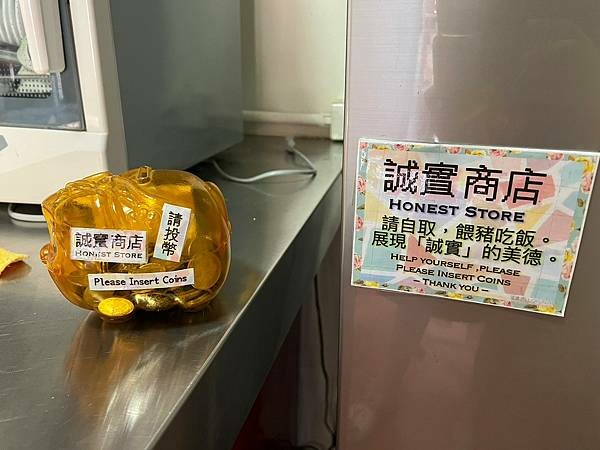 請投幣
誠實商店
HONEST STORE
Please Insert Coins
誠實商店
HONEST STORE
請自取，餵豬吃飯。
展現「誠實」的美德。
HELP YOURSELF ,PLEASE
PLEASE INSERT COINS
– THANK YOU –